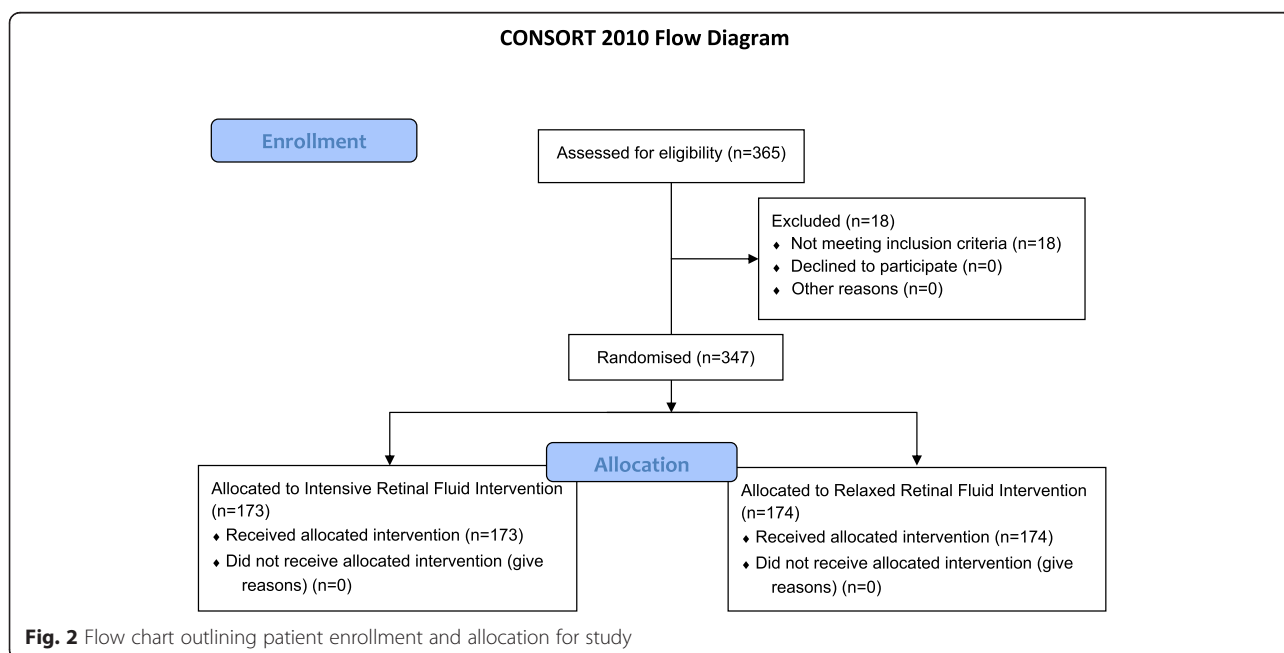 CONSORT 2010 Flow Diagram
Enrollment
Assessed for eligibility (n=365)
Excluded (n=18)
♦ Not meeting inclusion criteria (n=18)
♦ Declined to participate (n=0)
♦ Other reasons (n=0)
Randomised (n=347)
Allocation
Allocated to Intensive Retinal Fluid Intervention
(n=173)
♦ Received allocated intervention (n=173)
♦ Did not receive allocated intervention (give
reasons) (n=0)
Allocated to Relaxed Retinal Fluid Intervention
(n=174)
♦ Received allocated intervention (n=174)
♦ Did not receive allocated intervention (give
reasons) (n=0)
Fig. 2 Flow chart outlining patient enrollment and allocation for study